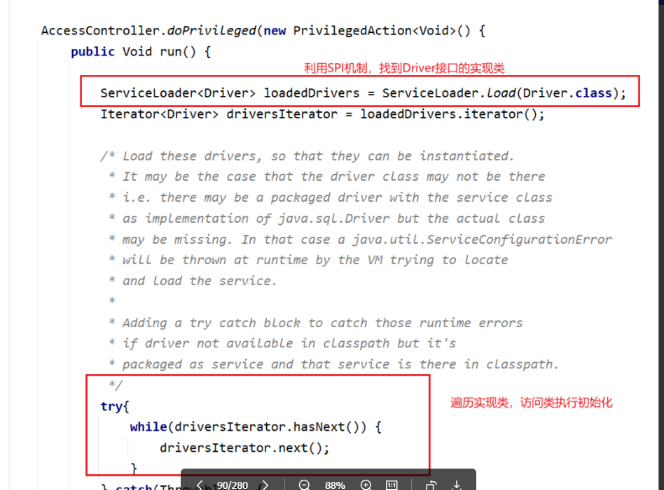 AccessController.doPrivileged(new PrivilegedAction<Void>() {
public Void run() {
利用SPI机制，找到Driver接口的实现类
ServiceLoader<Driver> loadedDrivers = ServiceLoader.load(Driver.class);
Iterator<Driver> driversIterator = loadedDrivers.iterator();
/* Load these drivers, so that they can be instantiated.
* It may be the case that the driver class may not be there
* i.e. there may be a packaged driver with the service class
* as implementation of java.sql.Driver but the actual class
* may be missing. In that case a java.util.ServiceConfigurationError
* will be thrown at runtime by the VM trying to locate
* and load the service.
*
* Adding a try catch block to catch those runtime errors
* if driver not available in classpath but it's
* packaged as service and that service is there in classpath.
*/
try{
遍历实现类，访问类执行初始化
while(driversIterator.hasNext()) {
driversIterator.next();
}
90/280 88% 1:1
} catch(Throwable {